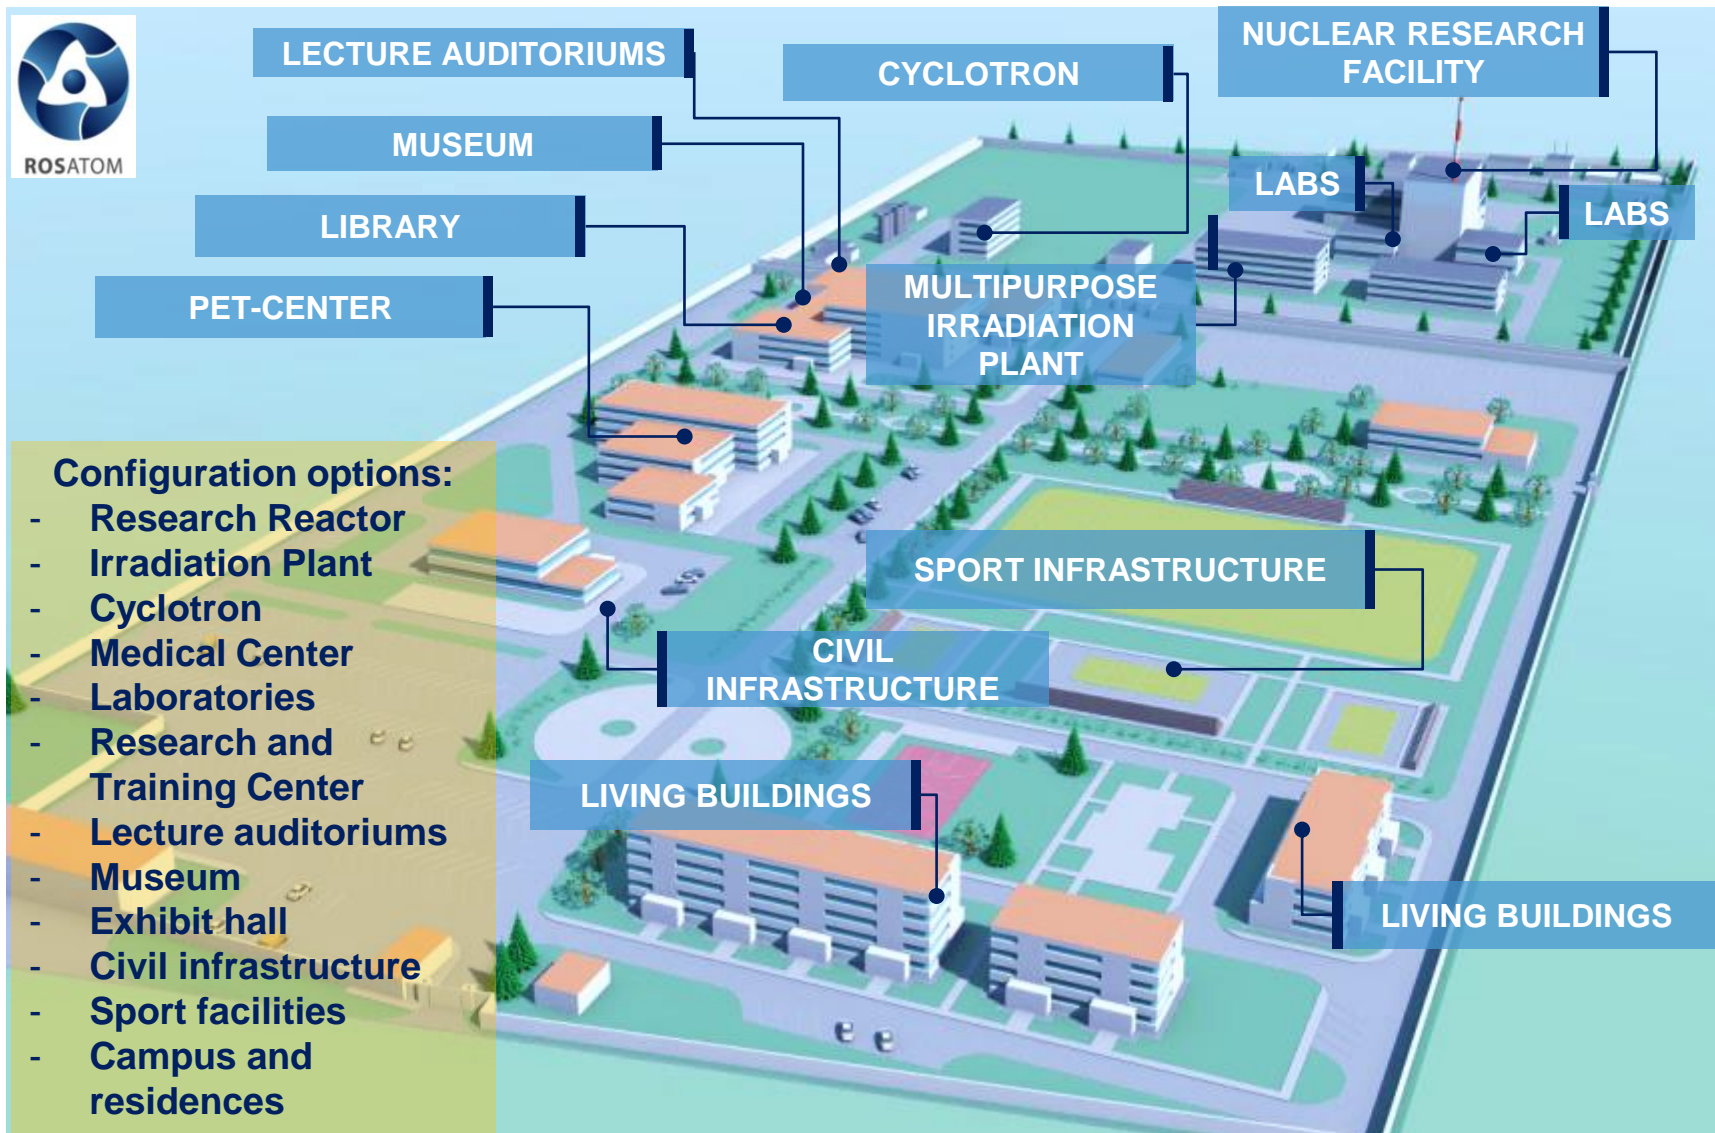 ROSATOM
LECTURE AUDITORIUMS
CYCLOTRON
NUCLEAR RESEARCH
FACILITY
MUSEUM
LABS
LABS
LIBRARY
PET-CENTER
MULTIPURPOSE
IRRADIATION
PLANT
SPORT INFRASTRUCTURE
CIVIL
INFRASTRUCTURE
LIVING BUILDINGS
LIVING BUILDINGS
Configuration options:
- Research Reactor
- Irradiation Plant
- Cyclotron
- Medical Center
- Laboratories
- Research and
Training Center
- Lecture auditoriums
- Museum
- Exhibit hall
- Civil infrastructure
- Sport facilities
- Campus and
residences